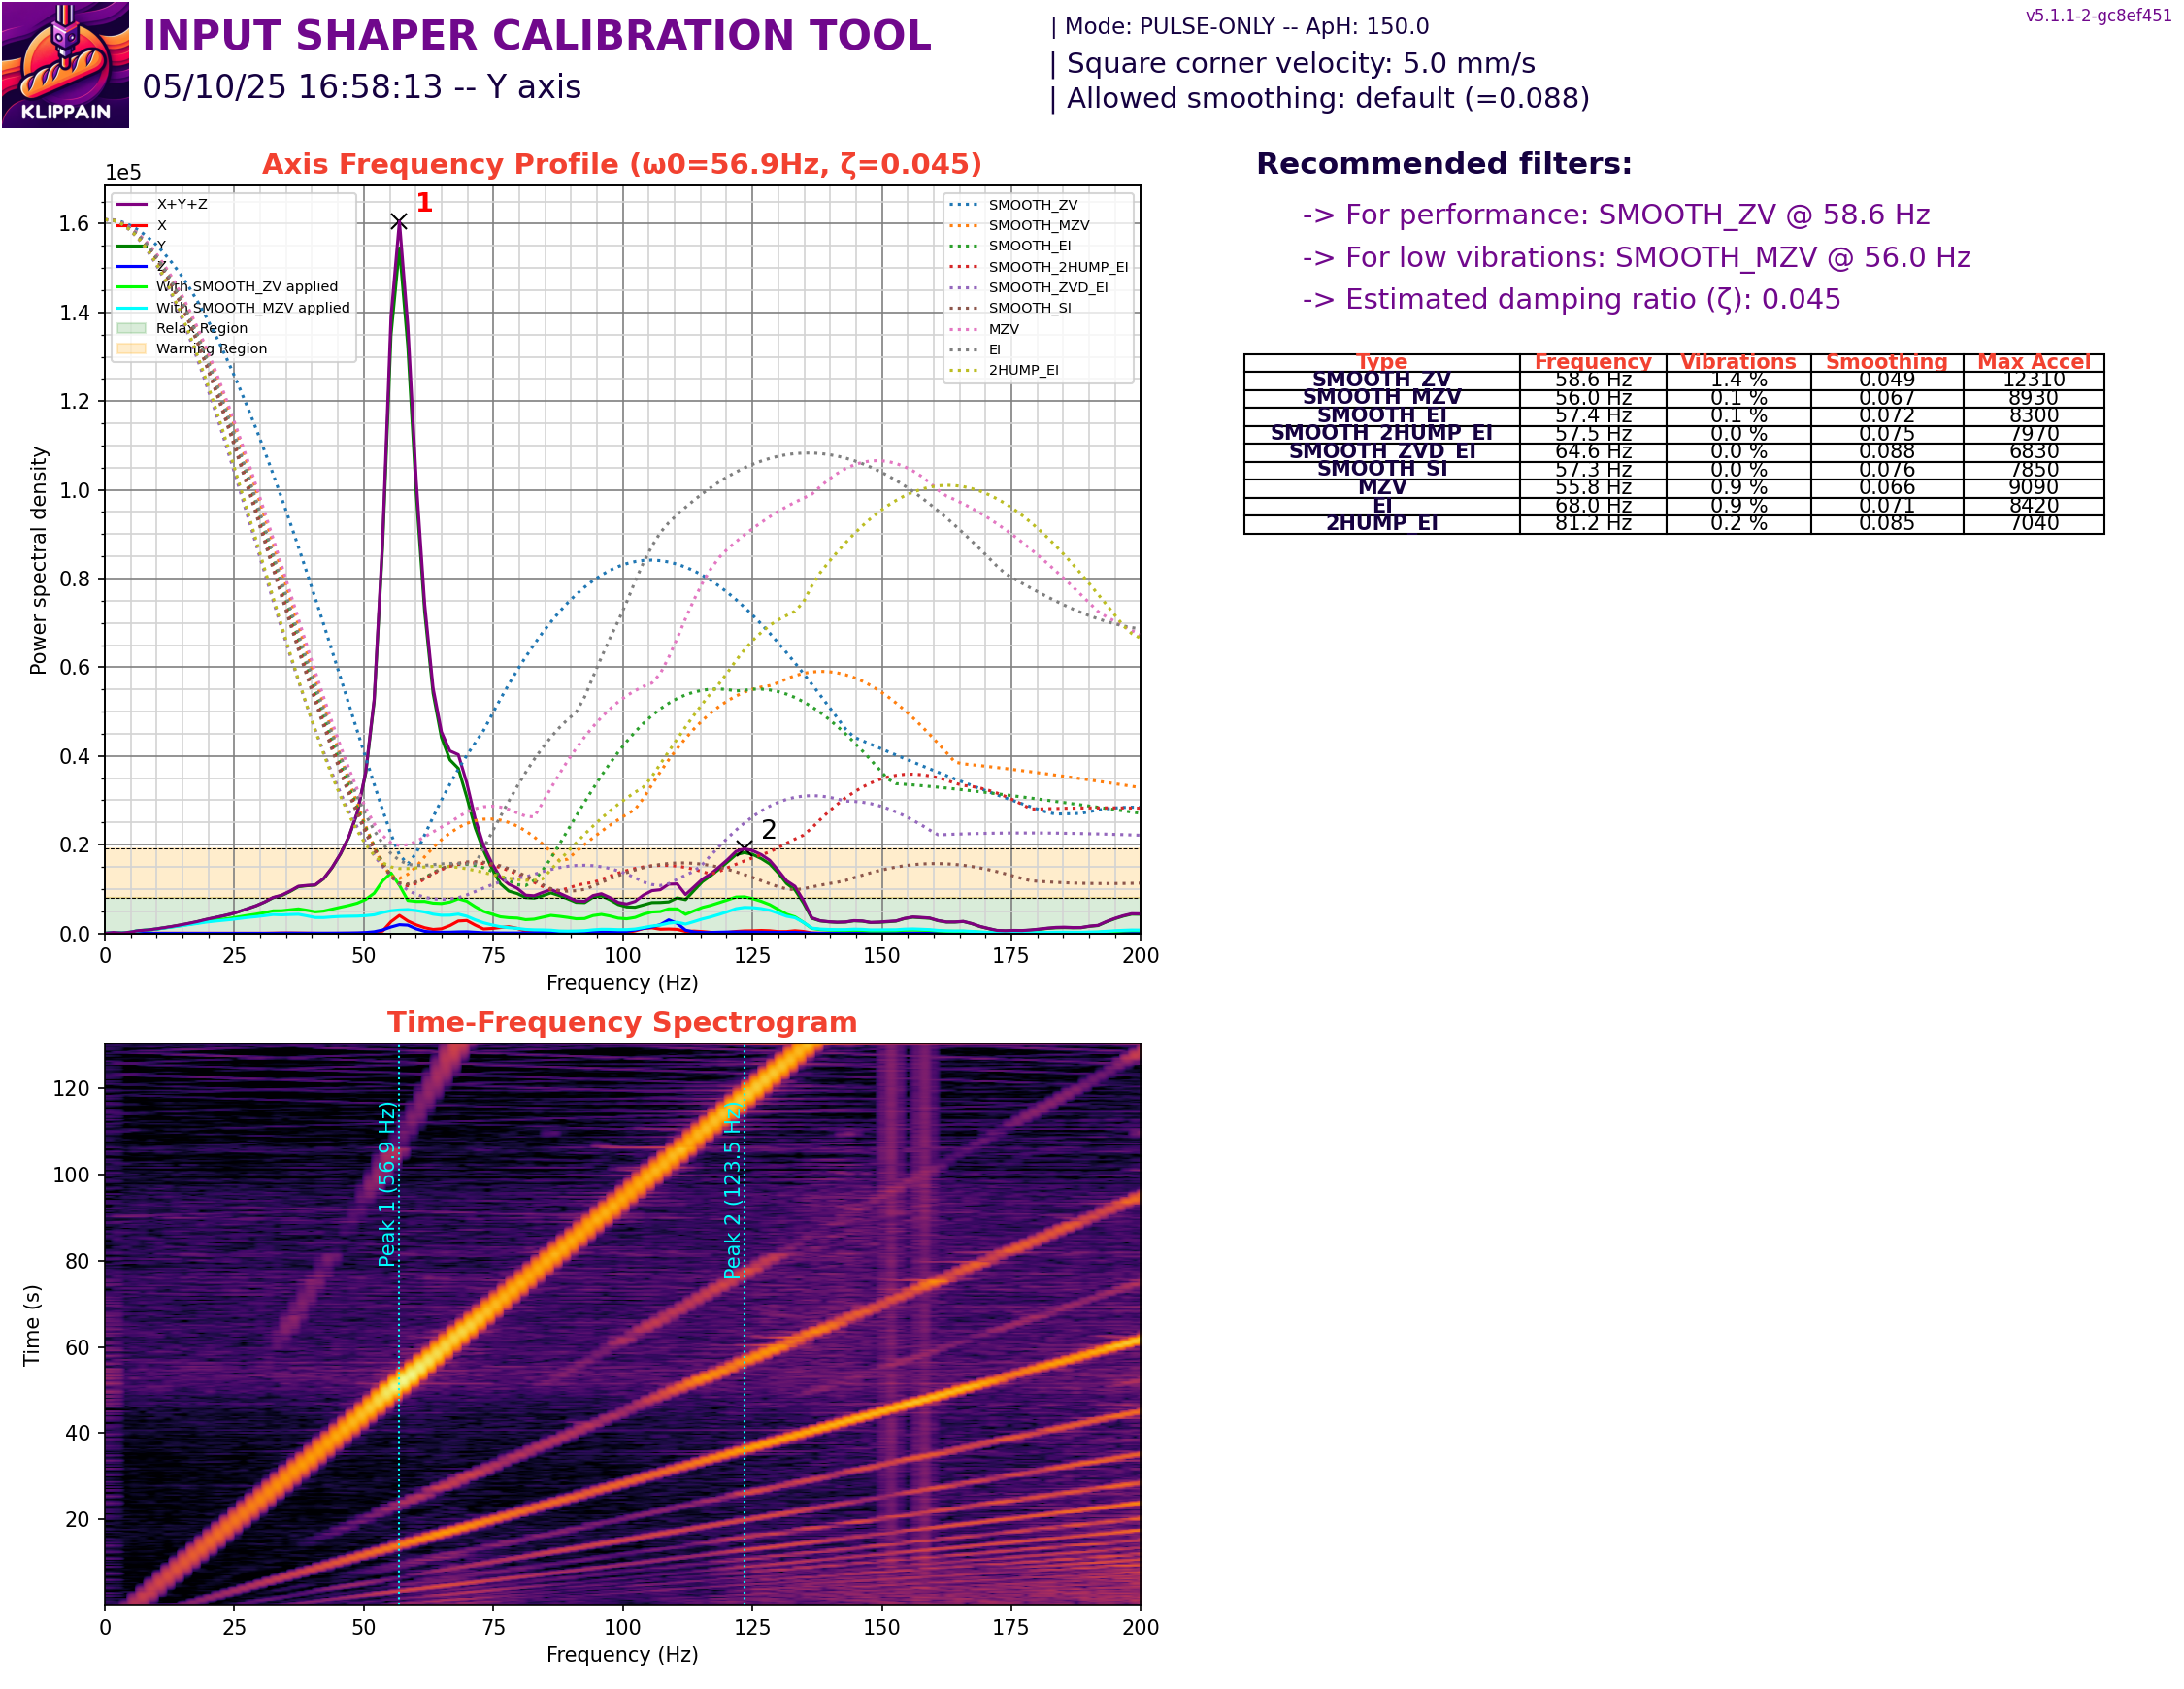 KLIPPAIN
INPUT SHAPER CALIBRATION TOOL
05/10/25 16:58:13 -- Y axis
| Mode: PULSE-ONLY -- ApH: 150.0
| Square corner velocity: 5.0 mm/s
| Allowed smoothing: default (=0.088)
v5.1.1-2-gc8ef451
Axis Frequency Profile (ω0=56.9Hz, ζ=0.045)
1e5
X+Y+Z
X
Y
Z
With SMOOTH_ZV applied
With SMOOTH_MZV applied
Relax Region
Warning Region
SMOOTH_ZV
SMOOTH_MZV
SMOOTH_EI
SMOOTH_2HUMP_EI
SMOOTH_ZVD_EI
SMOOTH_SI
MZV
EI
2HUMP_EI
1
2
Power spectral density
1.6
1.4
1.2
1.0
0.8
0.6
0.4
0.2
0.0
0 25 50 75 100 125 150 175 200
Frequency (Hz)
Recommended filters:
-> For performance: SMOOTH_ZV @ 58.6 Hz
-> For low vibrations: SMOOTH_MZV @ 56.0 Hz
-> Estimated damping ratio (ζ): 0.045
Type Frequency Vibrations Smoothing Max Accel
SMOOTH_ZV 58.6 Hz 1.4 % 0.049 12310
SMOOTH_MZV 56.0 Hz 0.1 % 0.067 8930
SMOOTH_EI 57.4 Hz 0.1 % 0.072 8300
SMOOTH_2HUMP_EI 57.5 Hz 0.0 % 0.075 7970
SMOOTH_ZVD_EI 64.6 Hz 0.0 % 0.088 6830
SMOOTH_SI 57.3 Hz 0.0 % 0.076 7850
MZV 55.8 Hz 0.9 % 0.066 9090
EI 68.0 Hz 0.9 % 0.071 8420
2HUMP_EI 81.2 Hz 0.2 % 0.085 7040
Time-Frequency Spectrogram
Time (s)
120
100
80
60
40
20
Peak 1 (56.9 Hz)
Peak 2 (123.5 Hz)
0 25 50 75 100 125 150 175 200
Frequency (Hz)